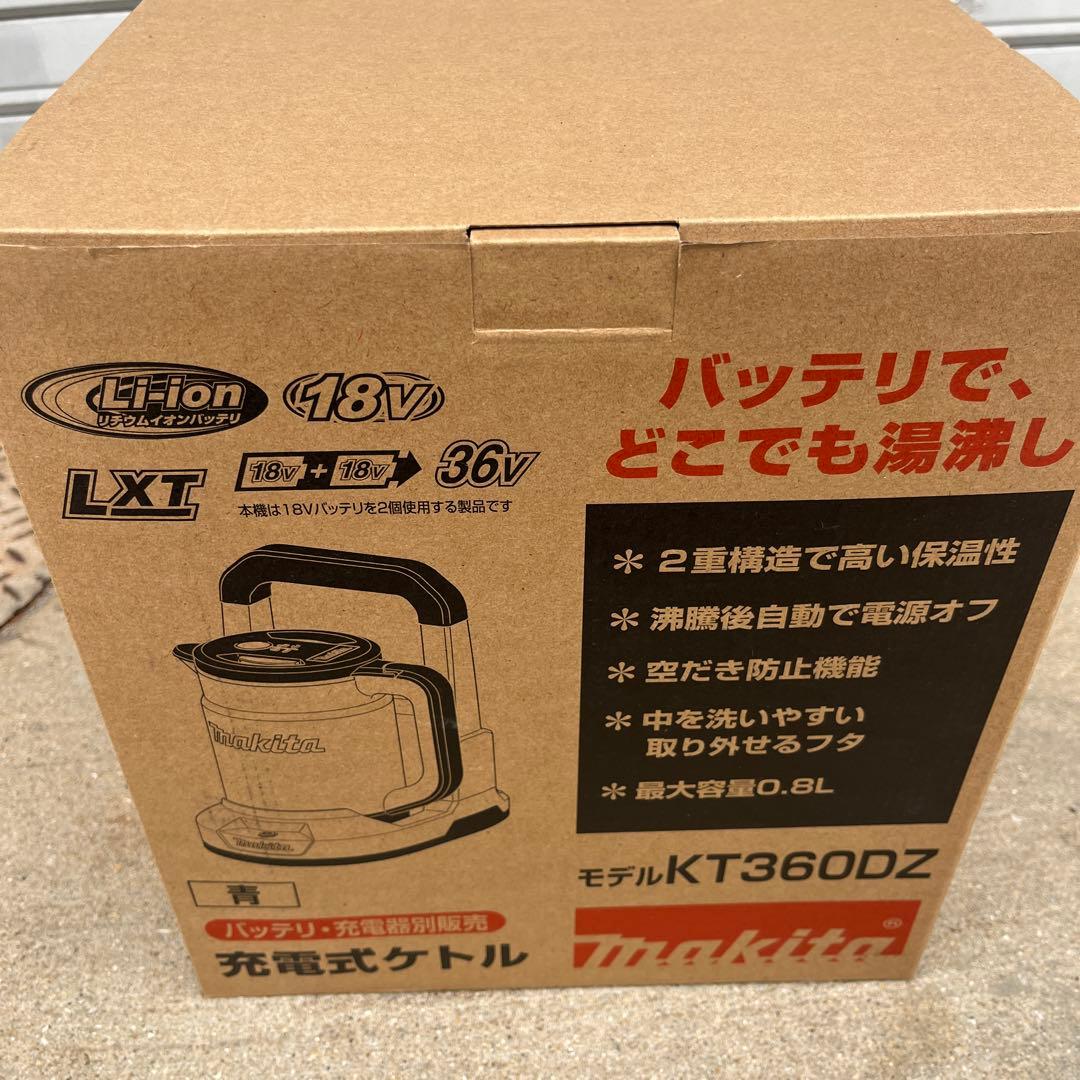 Li-ion
リチウムイオンバッテリ
18V
LXT
18V + 18V 36V
本機は18Vバッテリを2個使用する製品です
バッテリで、
どこでも湯沸し
＊ 2重構造で高い保温性
＊ 沸騰後自動で電源オフ
＊ 空だき防止機能
＊ 中を洗いやすい
取り外せるフタ
＊ 最大容量0.8L
makita
makita
青
バッテリ・充電器別販売
充電式ケトル
モデルKT360DZ
makita®